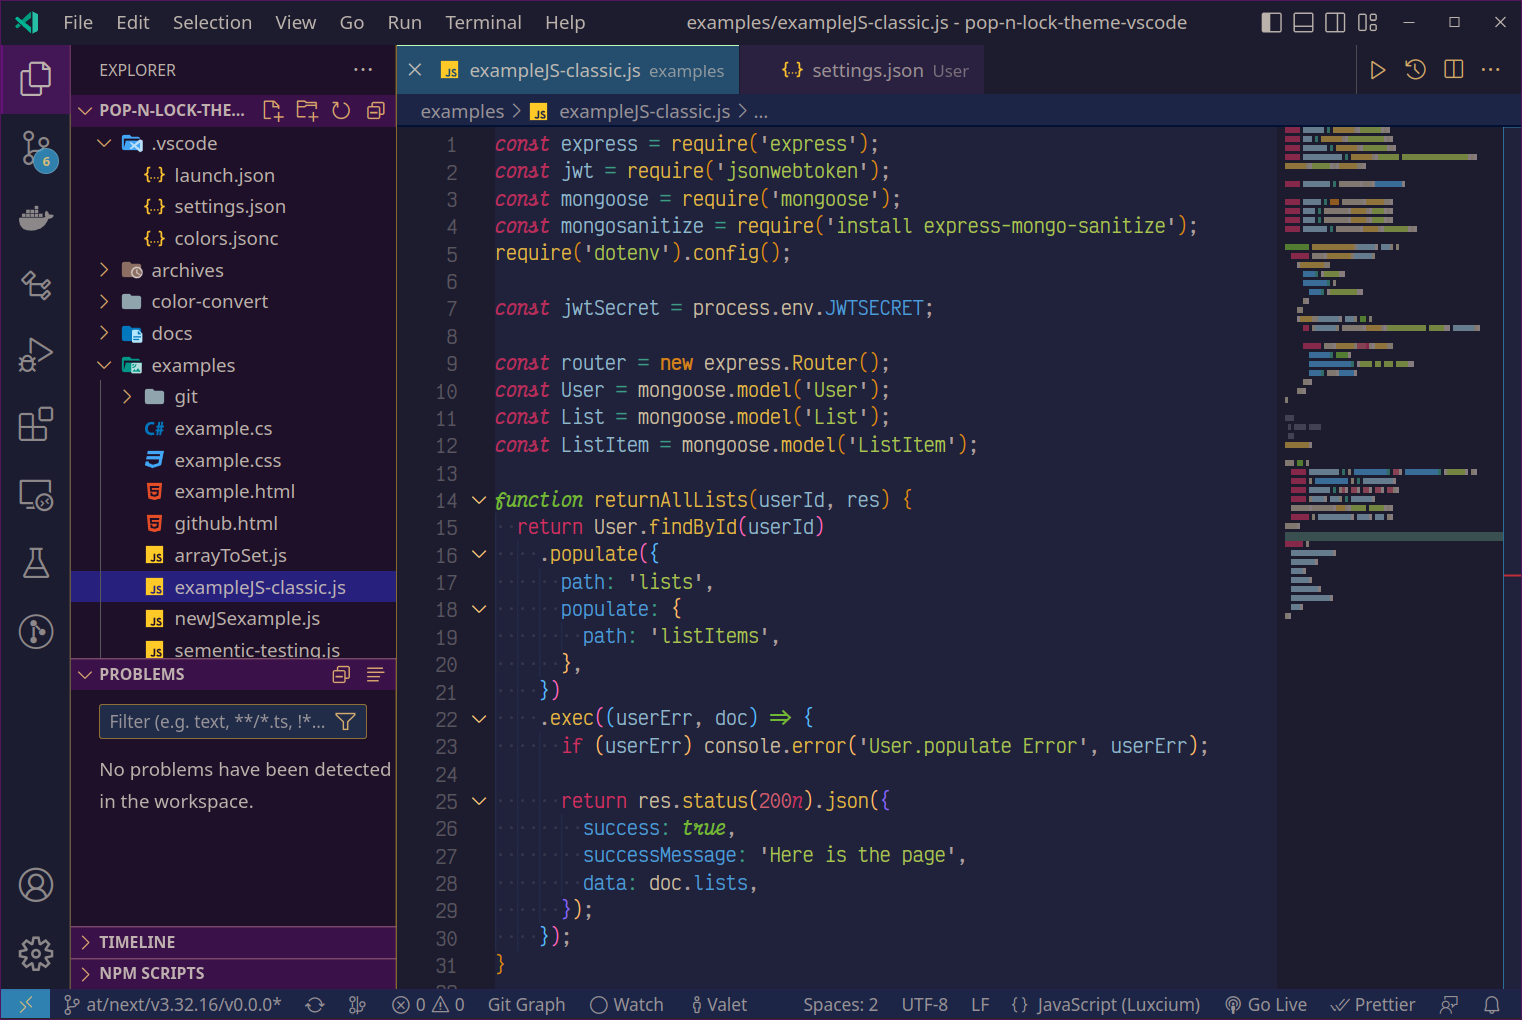 File Edit Selection View Go Run Terminal Help examples/exampleJS-classic.js - pop-n-lock-theme-vscode
EXPLORER
exampleJS-classic.js examples
settings.json User
POP-N-LOCK-THE...
examples > JS exampleJS-classic.js > ...
.vscode
launch.json
settings.json
colors.jsonc
archives
color-convert
docs
examples
git
C# example.cs
example.css
example.html
github.html
JS arrayToSet.js
JS exampleJS-classic.js
JS newJSexample.js
JS sementic-testing.js
6
PROBLEMS
Filter (e.g. text, **/*.ts, !*...
No problems have been detected
in the workspace.
TIMELINE
NPM SCRIPTS
1 const express = require('express');
2 const jwt = require('jsonwebtoken');
3 const mongoose = require('mongoose');
4 const mongosanitize = require('install express-mongo-sanitize');
5 require('dotenv').config();
6
7 const jwtSecret = process.env.JWTSECRET;
8
9 const router = new express.Router();
10 const User = mongoose.model('User');
11 const List = mongoose.model('List');
12 const ListItem = mongoose.model('ListItem');
13
14 function returnAllLists(userId, res) {
15 return User.findById(userId)
16 .populate({
17 path: 'lists',
18 populate: {
19 path: 'listItems',
20 },
21 })
22 .exec((userErr, doc) => {
23 if (userErr) console.error('User.populate Error', userErr);
24
25 return res.status(200n).json({
26 success: true,
27 successMessage: 'Here is the page',
28 data: doc.lists,
29 });
30 });
31 }
at/next/v3.32.16/v0.0.0* 0 0 Git Graph Watch Valet Spaces: 2 UTF-8 LF {} JavaScript (Luxcium) Go Live Prettier